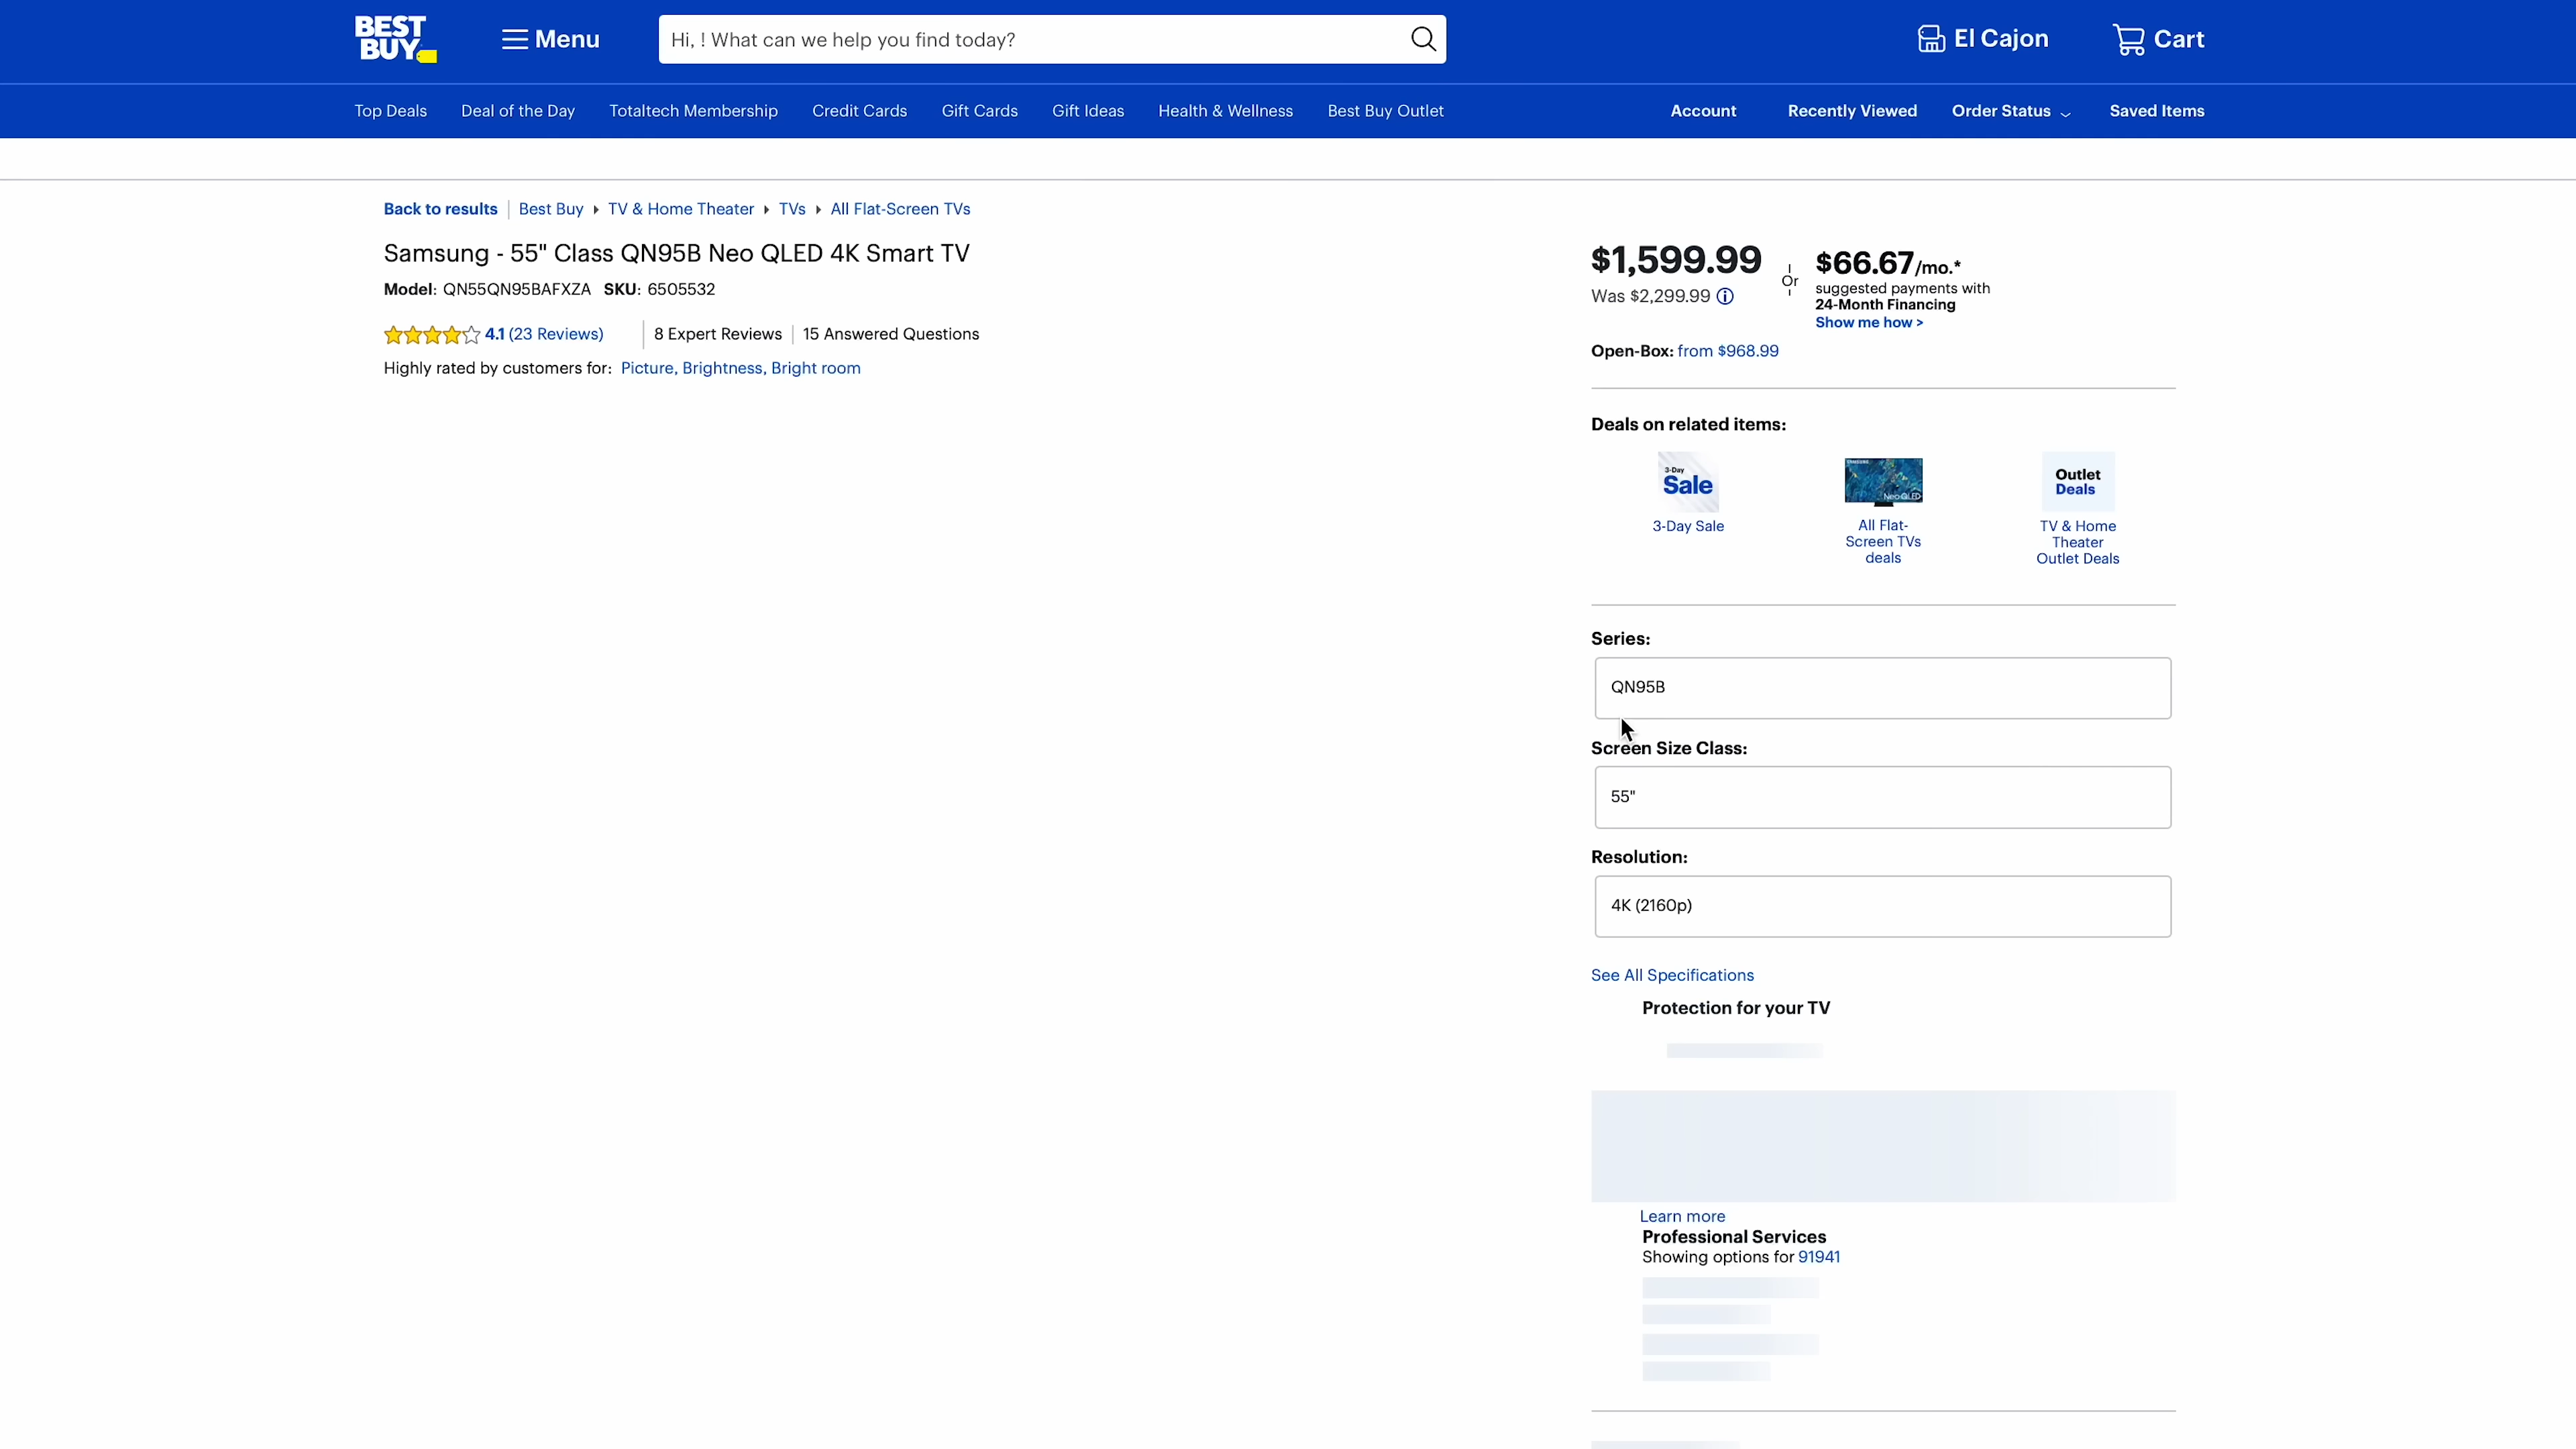 BEST BUY
Menu
Hi, ! What can we help you find today?
El Cajon
Cart
Top Deals
Deal of the Day
Totaltech Membership
Credit Cards
Gift Cards
Gift Ideas
Health & Wellness
Best Buy Outlet
Account
Recently Viewed
Order Status
Saved Items
Back to results
Best Buy
TV & Home Theater
TVs
All Flat-Screen TVs
Samsung - 55" Class QN95B Neo QLED 4K Smart TV
Model: QN55QN95BAFXZA SKU: 6505532
4.1 (23 Reviews)
8 Expert Reviews
15 Answered Questions
Highly rated by customers for: Picture, Brightness, Bright room
$1,599.99
Was $2,299.99
Or
$66.67/mo.*
suggested payments with
24-Month Financing
Show me how >
Open-Box: from $968.99
Deals on related items:
3-Day
Sale
3-Day Sale
SAMSUNG
Neo QLED
All Flat-
Screen TVs
deals
Outlet
Deals
TV & Home
Theater
Outlet Deals
Series:
QN95B
Screen Size Class:
55"
Resolution:
4K (2160p)
See All Specifications
Protection for your TV
Learn more
Professional Services
Showing options for 91941